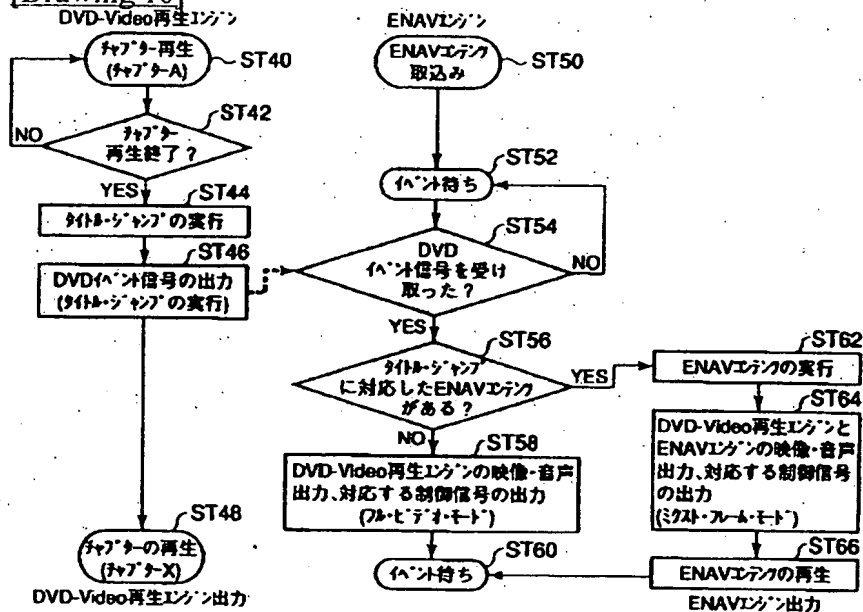 [Drawing 10]
DVD-Video再生エンジン
チャプター再生
(チャプターA)
ST40
NO
チャプター
再生終了?
ST42
YES
ST44
タイトル・ジャンプの実行
ST46
DVDイベント信号の出力
(タイトル・ジャンプの実行)
ST48
チャプターの再生
(チャプターX)
DVD-Video再生エンジン出力
ENAVエンジン
ENAVコンテンツ
取込み
ST50
ST52
イベント待ち
ST54
DVD
イベント信号を受け
取った?
NO
YES
ST56
タイトル・ジャンプ
に対応したENAVコンテンツ
がある?
YES
NO
ST58
DVD-Video再生エンジンの映像・音声
出力、対応する制御信号の出力
(フル・ビデオ・モード)
ST60
イベント待ち
ST62
ENAVコンテンツの実行
ST64
DVD-Video再生エンジンと
ENAVエンジンの映像・音声
出力、対応する制御信号
の出力
(ミクスト・フレーム・モード)
ST66
ENAVコンテンツの再生
ENAVエンジン出力